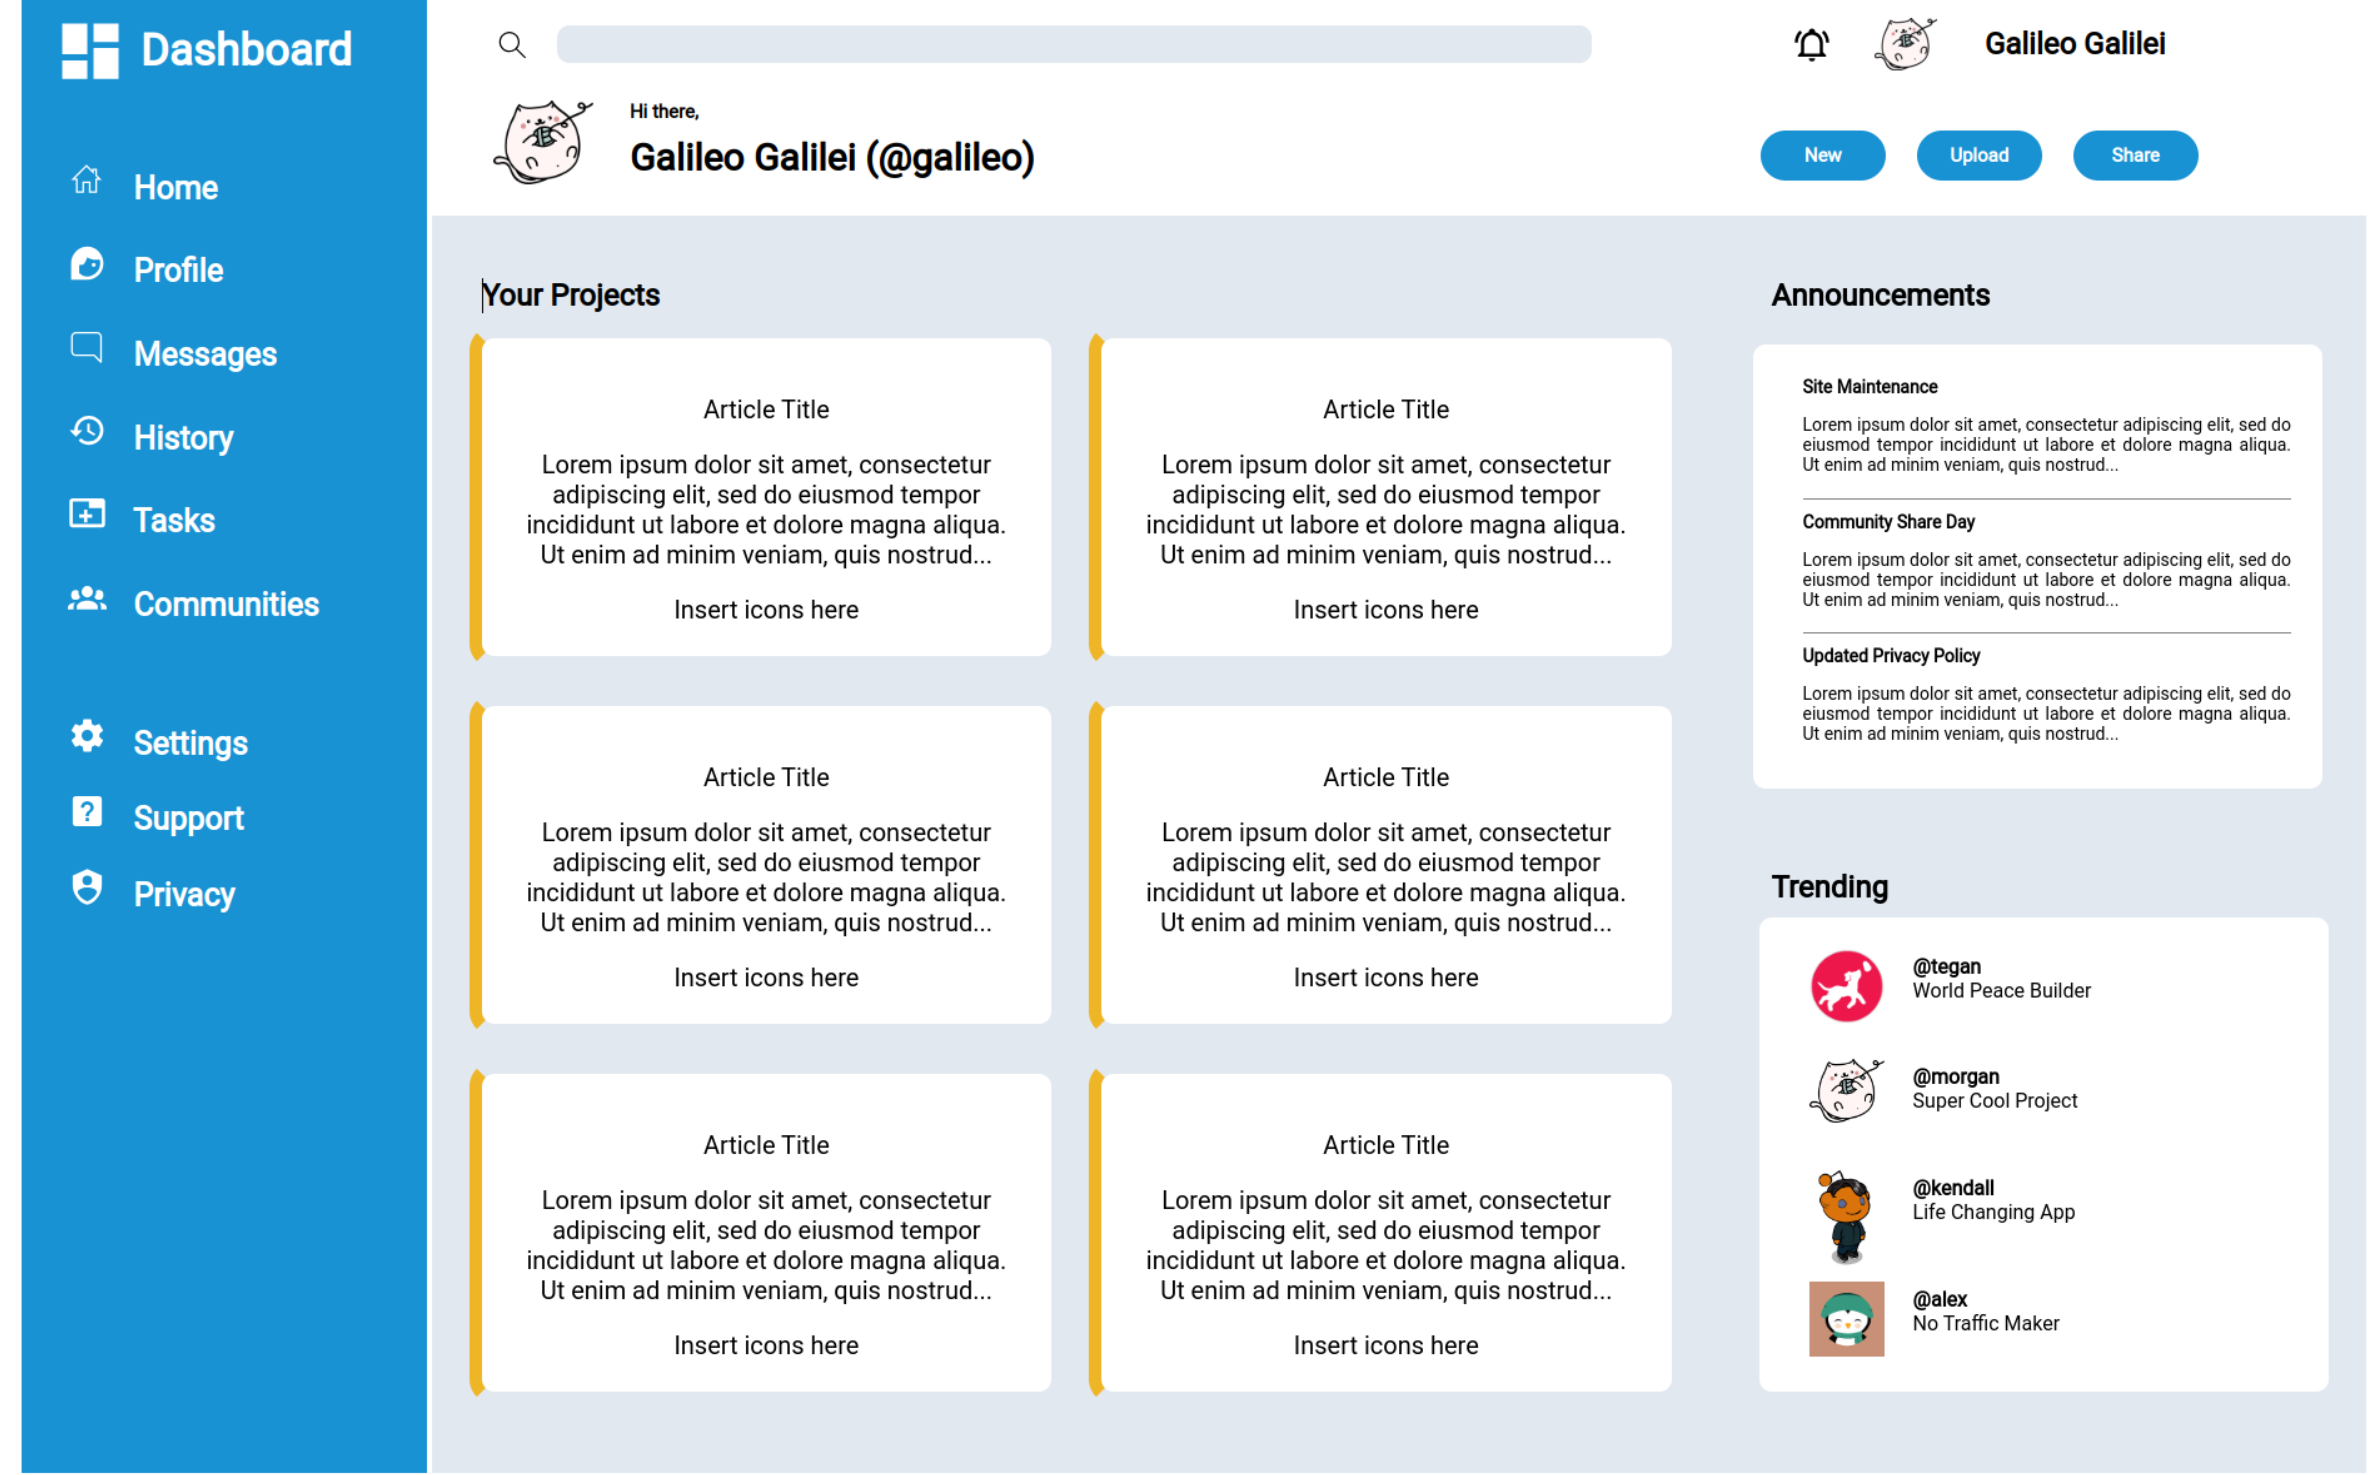 Dashboard
Home
Profile
Messages
History
Tasks
Communities
Settings
Support
Privacy
Galileo Galilei
Hi there,
Galileo Galilei (@galileo)
New
Upload
Share
Your Projects
Article Title
Lorem ipsum dolor sit amet, consectetur
adipiscing elit, sed do eiusmod tempor
incididunt ut labore et dolore magna aliqua.
Ut enim ad minim veniam, quis nostrud...
Insert icons here
Article Title
Lorem ipsum dolor sit amet, consectetur
adipiscing elit, sed do eiusmod tempor
incididunt ut labore et dolore magna aliqua.
Ut enim ad minim veniam, quis nostrud...
Insert icons here
Article Title
Lorem ipsum dolor sit amet, consectetur
adipiscing elit, sed do eiusmod tempor
incididunt ut labore et dolore magna aliqua.
Ut enim ad minim veniam, quis nostrud...
Insert icons here
Article Title
Lorem ipsum dolor sit amet, consectetur
adipiscing elit, sed do eiusmod tempor
incididunt ut labore et dolore magna aliqua.
Ut enim ad minim veniam, quis nostrud...
Insert icons here
Article Title
Lorem ipsum dolor sit amet, consectetur
adipiscing elit, sed do eiusmod tempor
incididunt ut labore et dolore magna aliqua.
Ut enim ad minim veniam, quis nostrud...
Insert icons here
Article Title
Lorem ipsum dolor sit amet, consectetur
adipiscing elit, sed do eiusmod tempor
incididunt ut labore et dolore magna aliqua.
Ut enim ad minim veniam, quis nostrud...
Insert icons here
Announcements
Site Maintenance
Lorem ipsum dolor sit amet, consectetur adipiscing elit, sed do
eiusmod tempor incididunt ut labore et dolore magna aliqua.
Ut enim ad minim veniam, quis nostrud...
Community Share Day
Lorem ipsum dolor sit amet, consectetur adipiscing elit, sed do
eiusmod tempor incididunt ut labore et dolore magna aliqua.
Ut enim ad minim veniam, quis nostrud...
Updated Privacy Policy
Lorem ipsum dolor sit amet, consectetur adipiscing elit, sed do
eiusmod tempor incididunt ut labore et dolore magna aliqua.
Ut enim ad minim veniam, quis nostrud...
Trending
@tegan
World Peace Builder
@morgan
Super Cool Project
@kendall
Life Changing App
@alex
No Traffic Maker